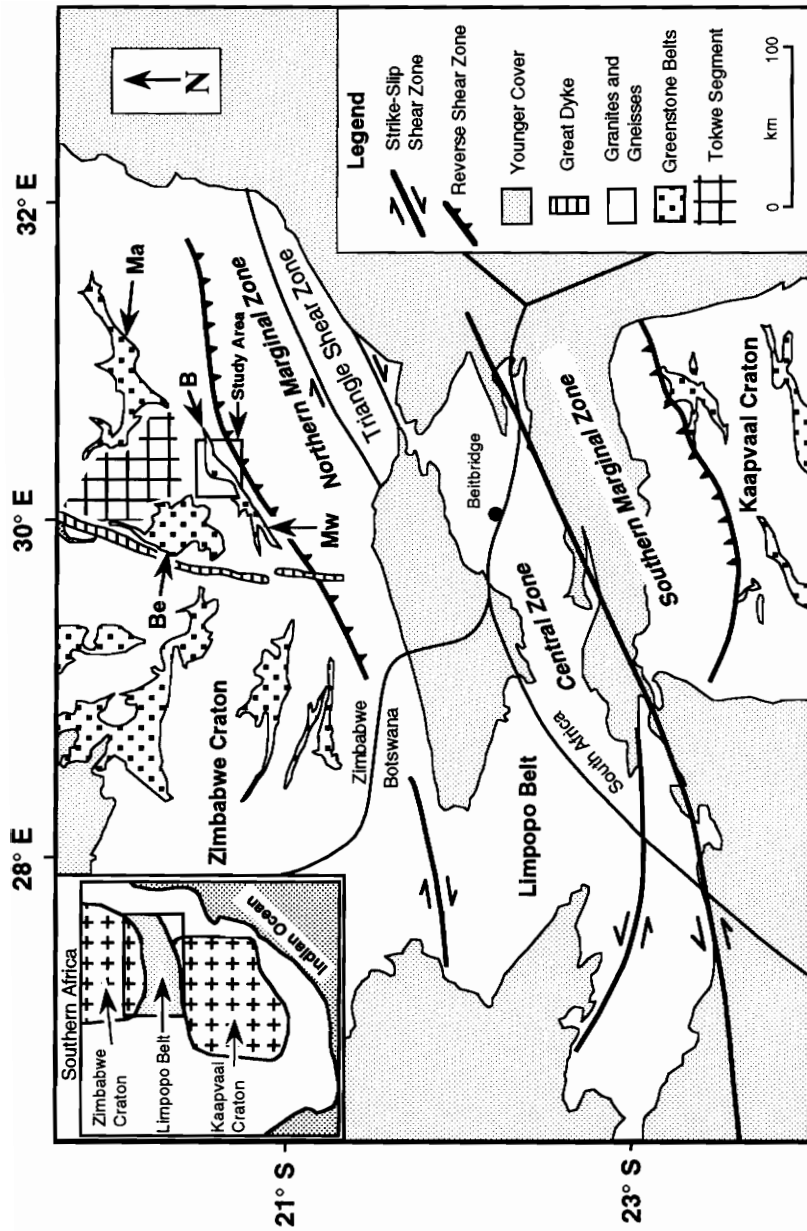 28° E
30° E
32° E
21° S
23° S
Southern Africa
Zimbabwe
Craton
Limpopo Belt
Kaapvaal
Craton
Indian Ocean
N
Zimbabwe Craton
Be
Mw
B
Ma
Study Area
Northern Marginal Zone
Triangle Shear Zone
Zimbabwe
Botswana
South Africa
Beitbridge
Limpopo Belt
Central Zone
Southern Marginal Zone
Kaapvaal Craton
Legend
Strike-Slip
Shear Zone
Reverse Shear Zone
Younger Cover
Great Dyke
Granites and
Gneisses
Greenstone Belts
Tokwe Segment
km
0
100